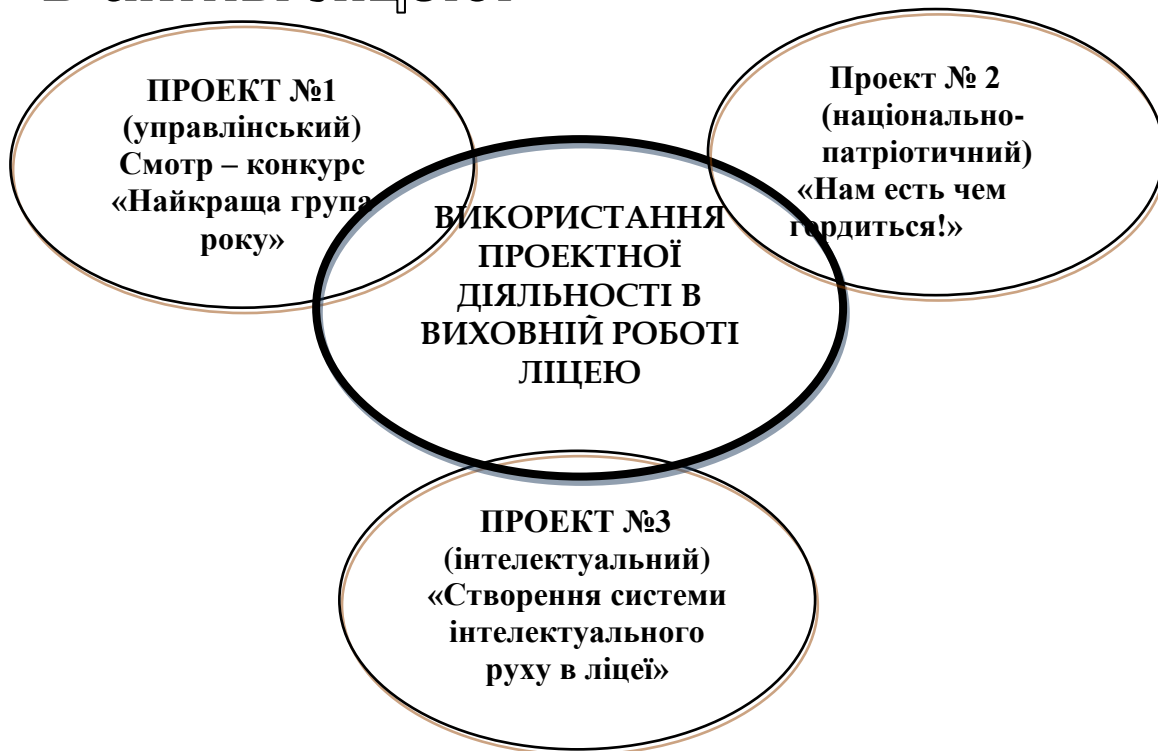 ПРОЕКТ №1
(управлінський)
Смотр – конкурс
«Найкраща група
року»
Проект № 2
(національно-
патріотичний)
«Нам есть чем
гордиться!»
ВИКОРИСТАННЯ
ПРОЕКТНОЇ
ДІЯЛЬНОСТІ В
ВИХОВНІЙ РОБОТІ
ЛІЦЕЮ
ПРОЕКТ №3
(інтелектуальний)
«Створення системи
інтелектуального
руху в ліцеї»